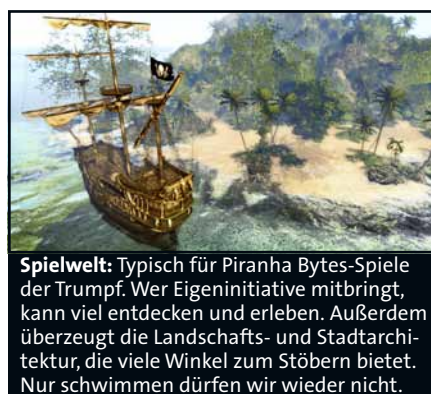 Spielwelt: Typisch für Piranha Bytes-Spiele
der Trumpf. Wer Eigeninitiative mitbringt,
kann viel entdecken und erleben. Außerdem
überzeugt die Landschafts- und Stadtarchi-
tektur, die viele Winkel zum Stöbern bietet.
Nur schwimmen dürfen wir wieder nicht.